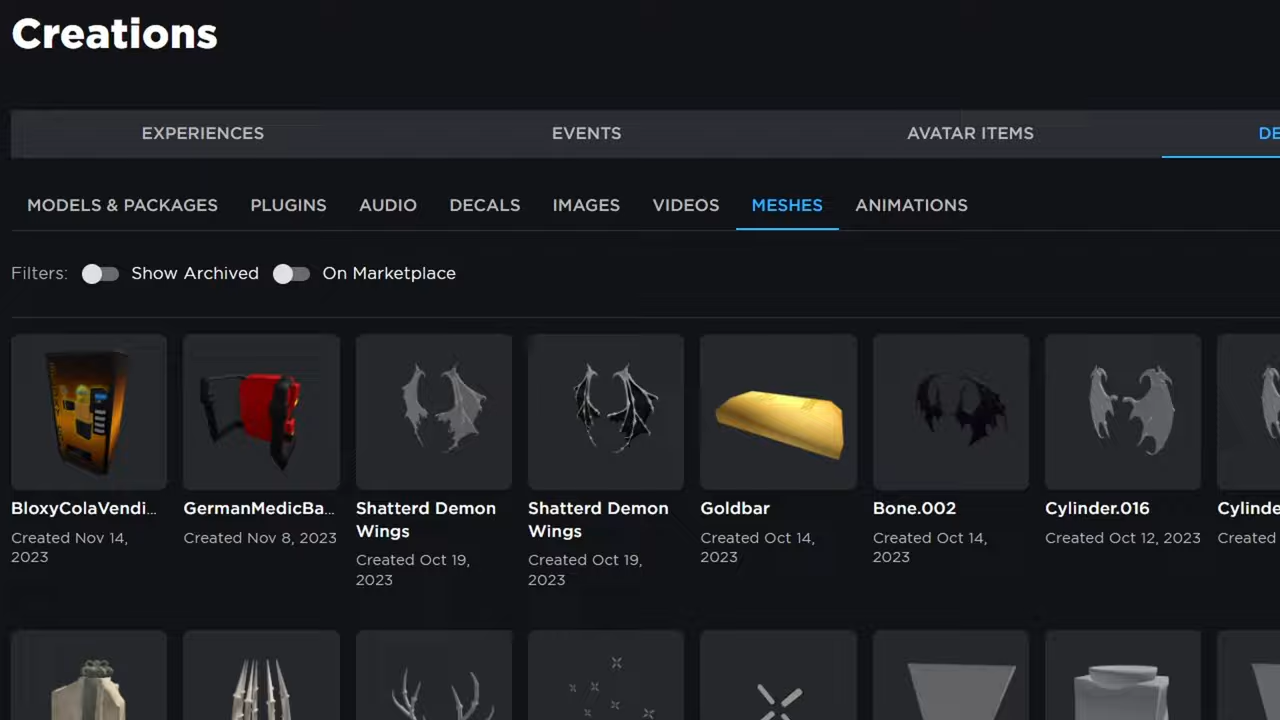 Creations
EXPERIENCES EVENTS AVATAR ITEMS DE
MODELS & PACKAGES PLUGINS AUDIO DECALS IMAGES VIDEOS MESHES ANIMATIONS
Filters: Show Archived On Marketplace
BloxyColaVendi... GermanMedicBa... Shatterd Demon Shatterd Demon Goldbar Bone.002 Cylinder.016 Cylinde
Wings Wings
Created Nov 14, Created Nov 8, 2023 Created Oct 14, Created Oct 14, Created Oct 12, 2023 Created
2023 2023 2023
Created Oct 19, Created Oct 19,
2023 2023